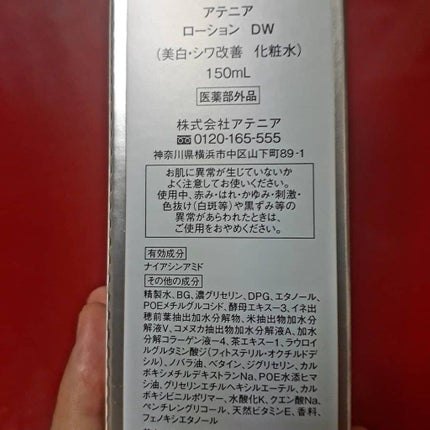 アテニア
ローション DW
(美白・シワ改善 化粧水)
150mL
医薬部外品
株式会社アテニア
0120-165-555
神奈川県横浜市中区山下町89-1
お肌に異常が生じていないか
よく注意してお使いください。
使用中、赤み・はれ・かゆみ・刺激・
色抜け(白斑等)や黒ずみ等の
異常があらわれたときは、
ご使用をおやめください。
有効成分
ナイアシンアミド
その他の成分
精製水、BG、濃グリセリン、DPG、エタノール、
POEメチルグルコシド、酵母エキス-3、イネ出
穂前葉抽出加水分解物、米抽出物加水分
解液V、コメヌカ抽出物加水分解液A、加水
分解コラーゲン液-4、茶エキス-1、ラウロイ
ルグルタミン酸ジ(フィトステリル・オクチルドデ
シル)、ノバラ油、ベタイン、ジグリセリン、カル
ボキシメチルデキストランNa、POE水添ヒマ
シ油、グリセリンエチルヘキシルエーテル、カル
ボキシビニルポリマー、水酸化K、クエン酸Na、
ペンチレングリコール、天然ビタミンE、香料、
フェノキシエタノール